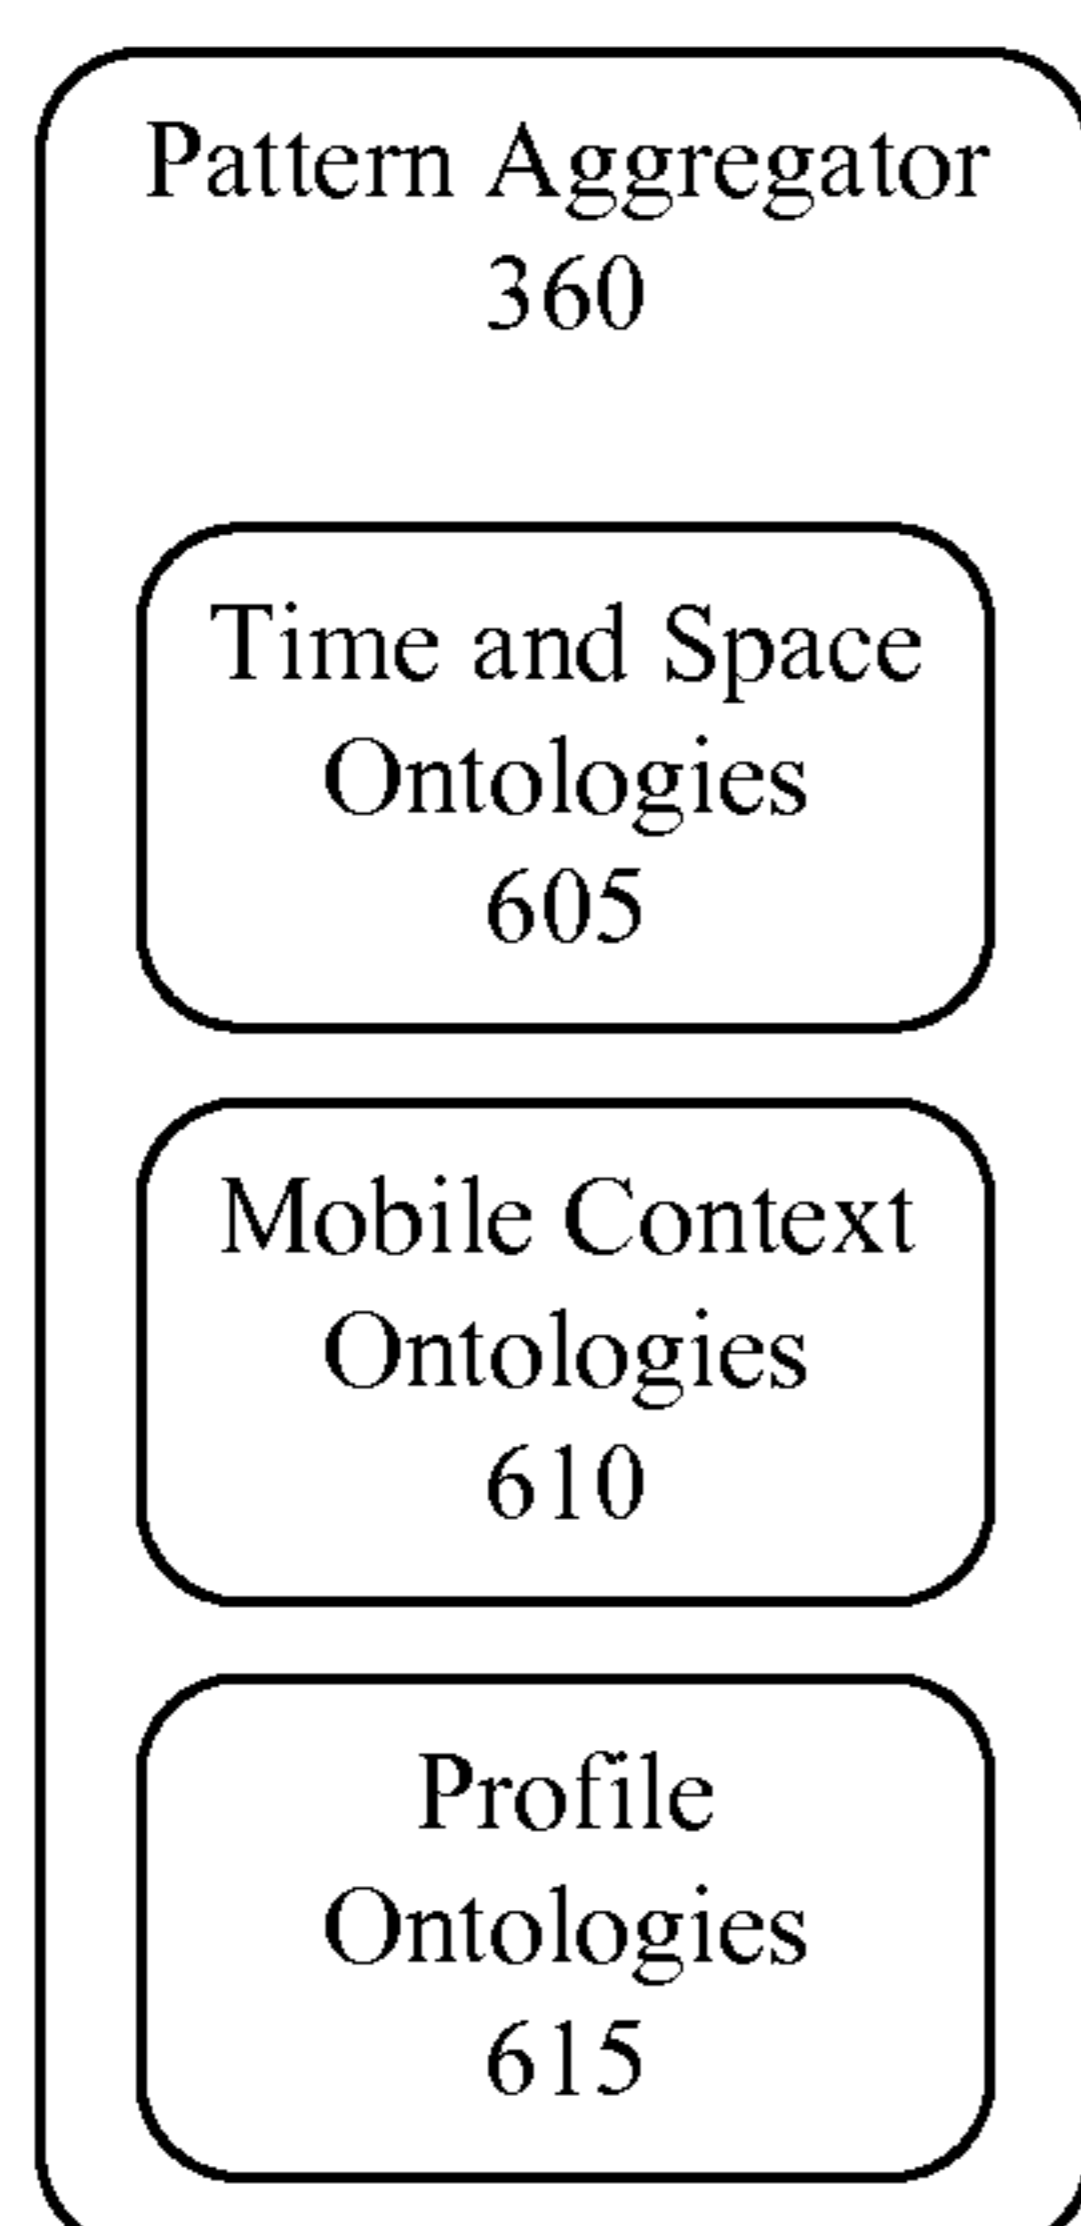 Pattern Aggregator
360
Time and Space
Ontologies
605
Mobile Context
Ontologies
610
Profile
Ontologies
615